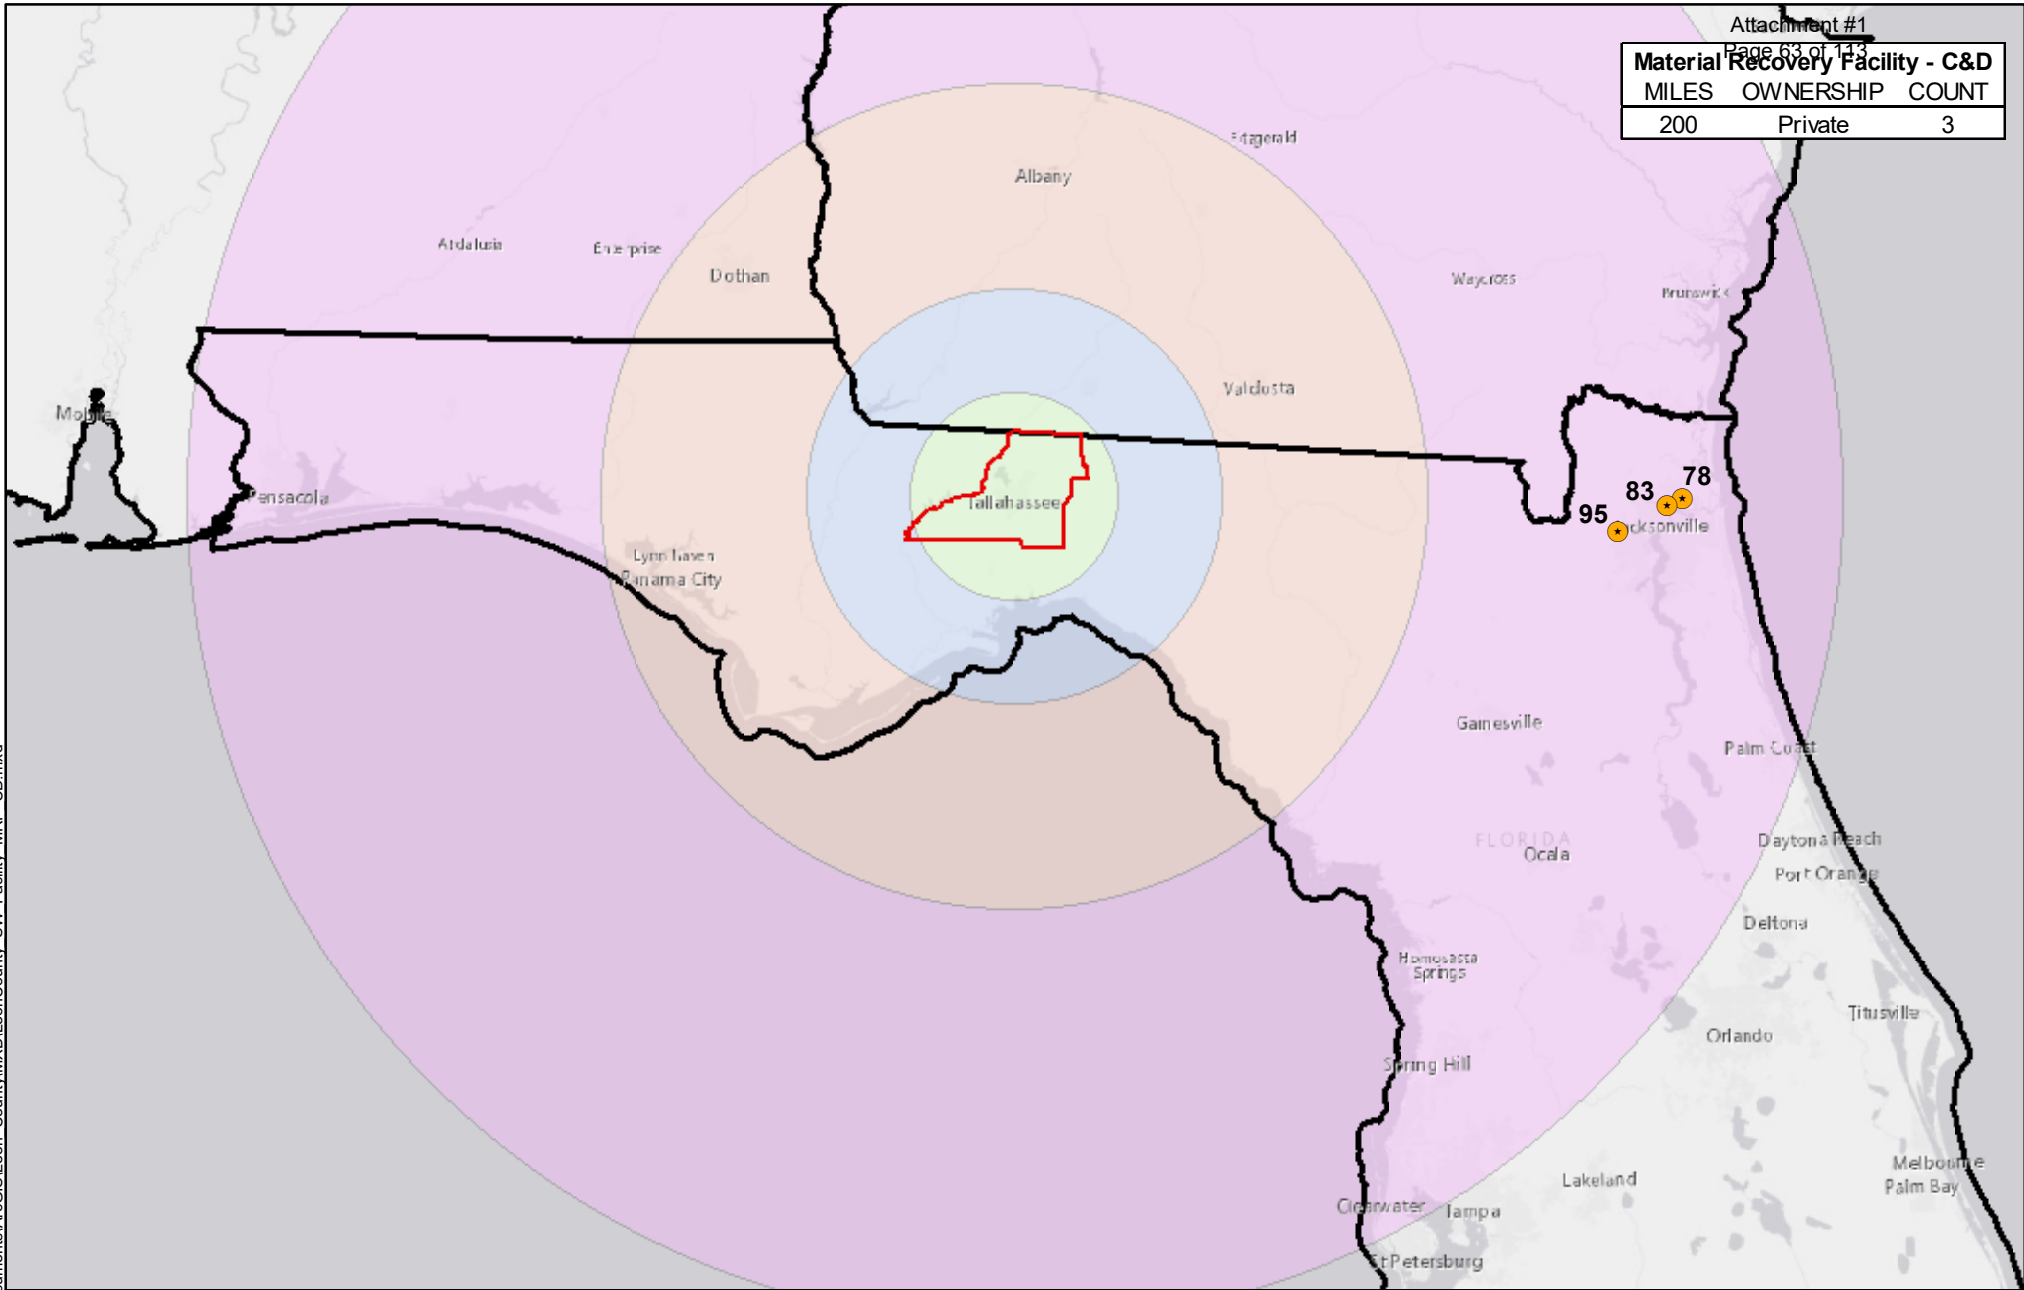 Attachment #1
Page 63 of 113
Material Recovery Facility - C&D
MILES OWNERSHIP COUNT
200 Private 3
Fitzgerald
Albany
Andalusia
Enterprise
Dothan
Waycross
Brunswick
Valdosta
Mobile
Pensacola
Tallahassee
78
83
95
Jacksonville
Lynn Haven
Panama City
Gainesville
Palm Coast
FLORIDA
Ocala
Daytona Beach
Port Orange
Deltona
Homosassa
Springs
Titusville
Orlando
Spring Hill
Melbourne
Palm Bay
Lakeland
Clearwater
Tampa
St Petersburg